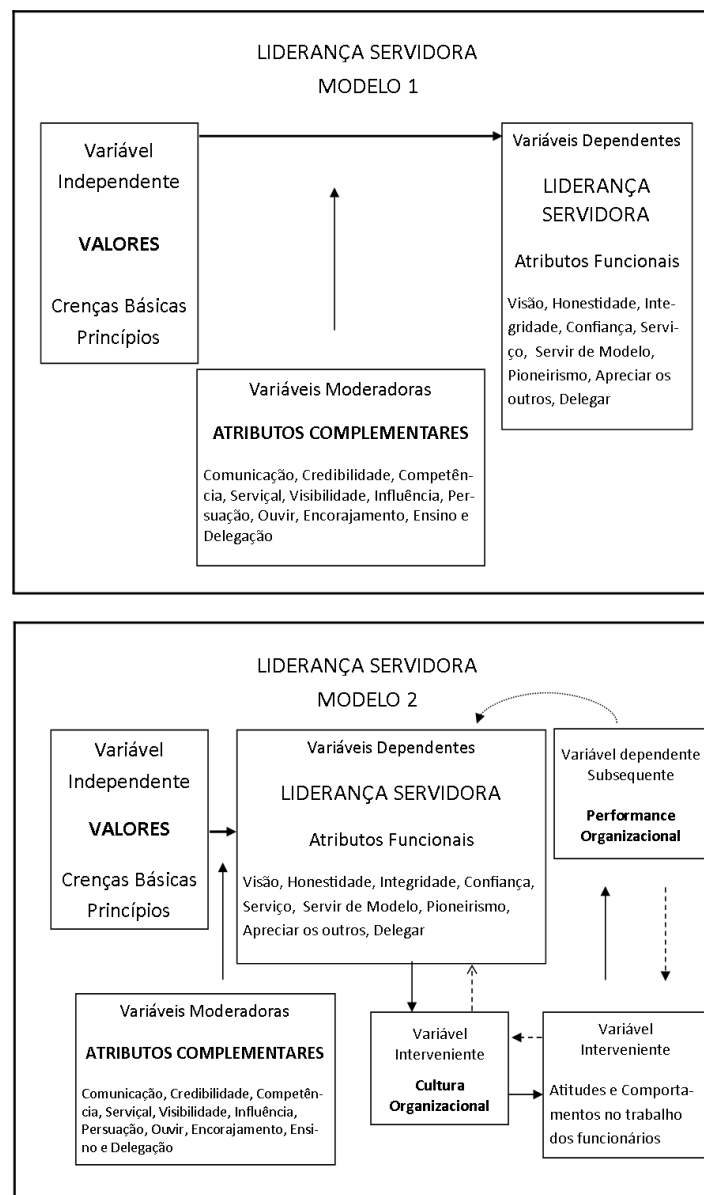 LIDERANÇA SERVIDORA
MODELO 1
Variável
Independente
VALORES
Crenças Básicas
Princípios
Variáveis Dependentes
LIDERANÇA
SERVIDORA
Atributos Funcionais
Visão, Honestidade, Inte-
gridade, Confiança, Servi-
ço, Servir de Modelo,
Pioneirismo, Apreciar os
outros, Delegar
Variáveis Moderadoras
ATRIBUTOS COMPLEMENTARES
Comunicação, Credibilidade, Competên-
cia, Serviçal, Visibilidade, Influência, Per-
suação, Ouvir, Encorajamento, Ensino e
Delegação
LIDERANÇA SERVIDORA
MODELO 2
Variável
Independente
VALORES
Crenças Básicas
Princípios
Variáveis Dependentes
LIDERANÇA SERVIDORA
Atributos Funcionais
Visão, Honestidade, Integridade, Confiança,
Serviço, Servir de Modelo, Pioneirismo,
Apreciar os outros, Delegar
Variável dependente
Subsequente
Performance
Organizacional
Variáveis Moderadoras
ATRIBUTOS COMPLEMENTARES
Comunicação, Credibilidade, Competên-
cia, Serviçal, Visibilidade, Influência,
Persuação, Ouvir, Encorajamento, Ensi-
no e Delegação
Variável
Interveniente
Cultura
Organizacional
Variável
Interveniente
Atitudes e Comporta-
mentos no trabalho
dos funcionários